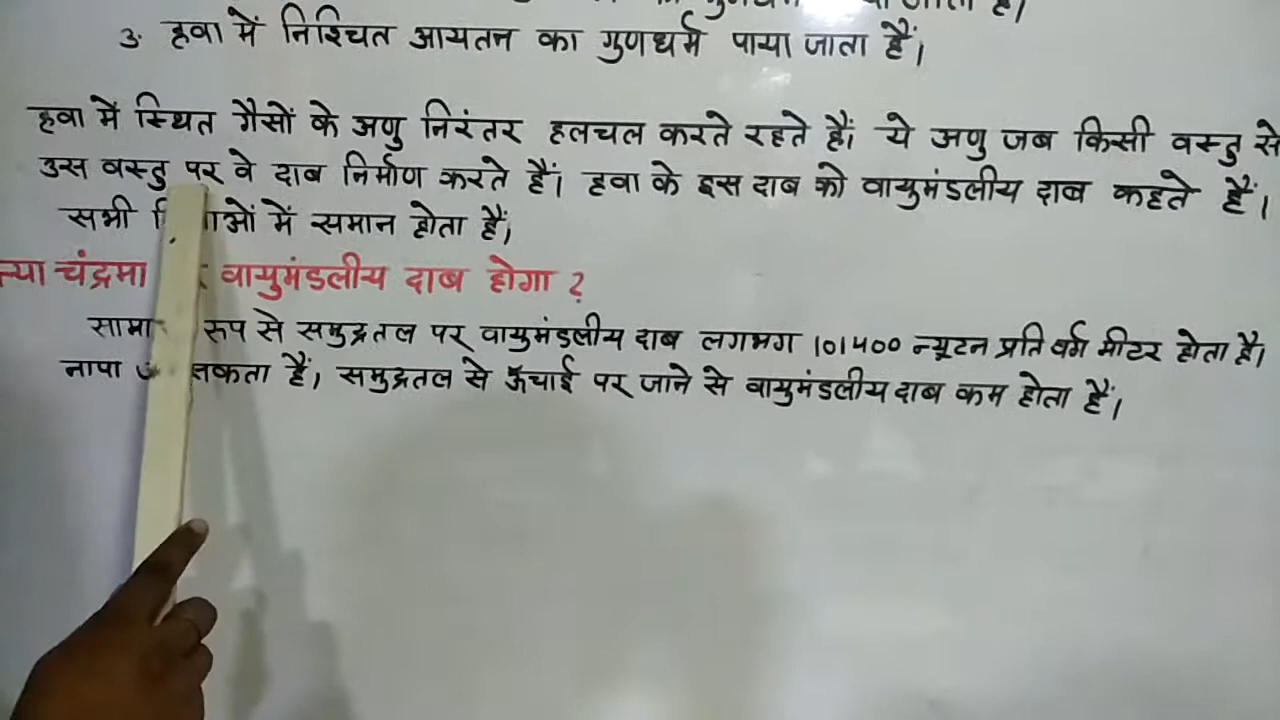 3. हवा में निश्चित आयतन का गुणधर्म पाया जाता हैं।
हवा में स्थित गैसों के अणु निरंतर हलचल करते रहते हैं। ये अणु जब किसी वस्तु से
उस वस्तु पर वे दाब निर्माण करते हैं। हवा के इस दाब को वायुमंडलीय दाब कहते हैं।
सभी में समान होता हैं,
चंद्रमा वायुमंडलीय दाब होगा ?
रूप से समुद्रतल पर वायुमंडलीय दाब लगभग 101400 न्यूटन प्रति वर्ग मीटर होता है,
नापा सकता हैं, समुद्रतल से ऊंचाई पर जाने से वायुमंडलीय दाब कम होता हैं।